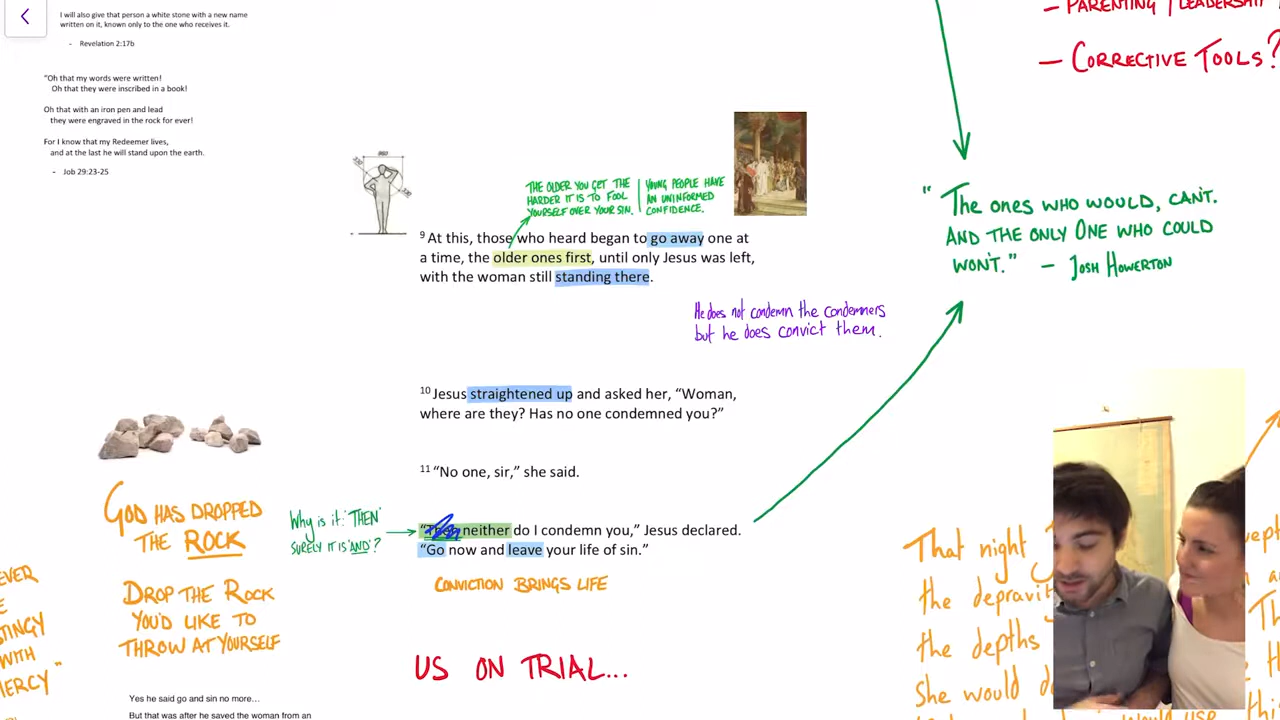 I will also give that person a white stone with a new name
written on it, known only to the one who receives it.
- Revelation 2:17b
"Oh that my words were written!
Oh that they were inscribed in a book!
Oh that with an iron pen and lead
they were engraved in the rock for ever!
For I know that my Redeemer lives,
and at the last he will stand upon the earth.
- Job 29:23-25
- PARENTING / LEADERSHIP
- CORRECTIVE TOOLS?
THE OLDER YOU GET THE
HARDER IT IS TO FOOL
YOURSELF OVER YOUR SIN.
YOUNG PEOPLE HAVE
AN UNINFORMED
CONFIDENCE.
9 At this, those who heard began to go away one at
a time, the older ones first, until only Jesus was left,
with the woman still standing there.
"THE ONES WHO WOULD, CAN'T.
AND THE ONLY ONE WHO COULD
WON'T." - JOSH HOWERTON
He does not condemn the condemners
but he does convict them.
10 Jesus straightened up and asked her, "Woman,
where are they? Has no one condemned you?"
11 "No one, sir," she said.
Why is it 'THEN'
SURELY IT IS 'AND'?
"Then neither do I condemn you," Jesus declared.
"Go now and leave your life of sin."
CONVICTION BRINGS LIFE
GOD HAS DROPPED
THE ROCK
DROP THE ROCK
YOU'D LIKE TO
THROW AT YOURSELF
EVER
TINGY
WITH
MERCY"
US ON TRIAL...
That night
the depravit
the depths
She would d
Yes he said go and sin no more...
But that was after he saved the woman from an